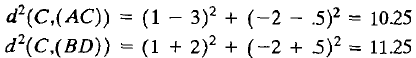 d²(C,(AC)) = (1 − 3)² + (−2 − .5)² = 10.25
d²(C,(BD)) = (1 + 2)² + (−2 + .5)² = 11.25